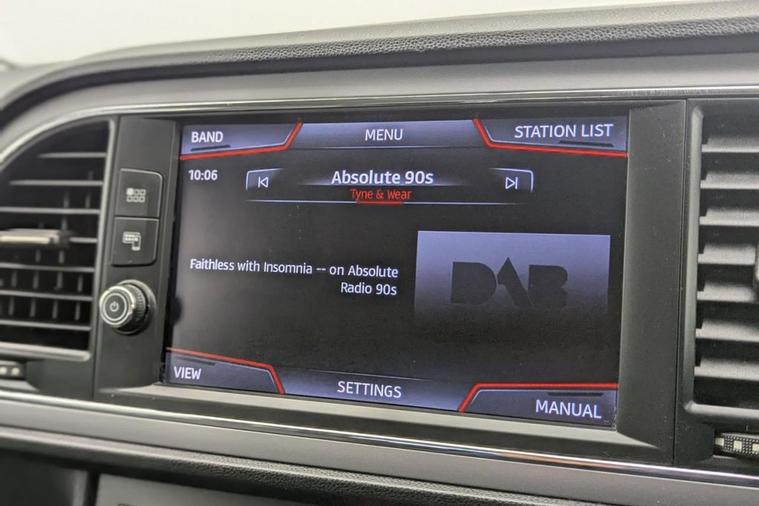 BAND
MENU
STATION LIST
10:06
Absolute 90s
Tyne & Wear
Faithless with Insomnia -- on Absolute
Radio 90s
DAB
VIEW
SETTINGS
MANUAL